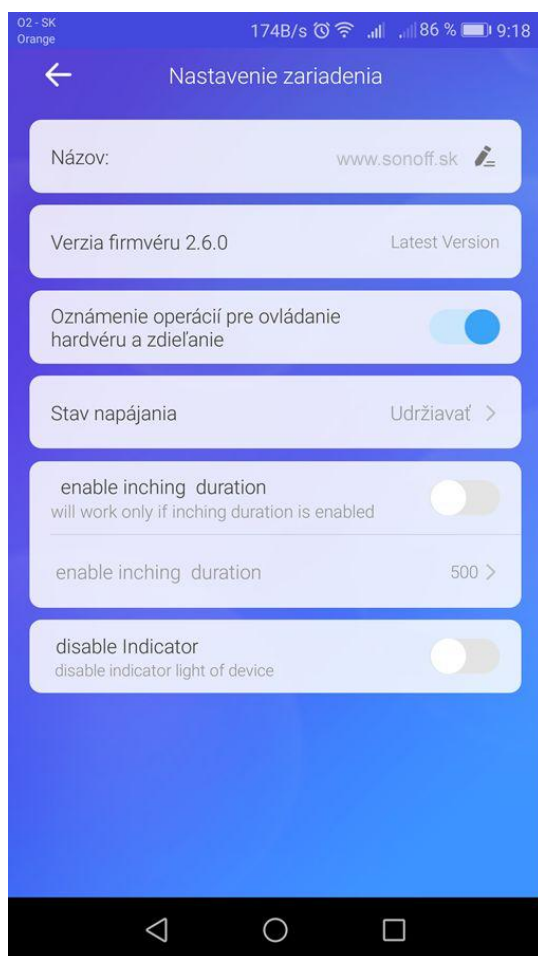 O2 - SK
Orange
174B/s 86 % 9:18
Nastavenie zariadenia
Názov: www.sonoff.sk
Verzia firmvéru 2.6.0 Latest Version
Oznámenie operácií pre ovládanie
hardvéru a zdieľanie
Stav napájania Udržiavať >
enable inching duration
will work only if inching duration is enabled
enable inching duration 500 >
disable Indicator
disable indicator light of device